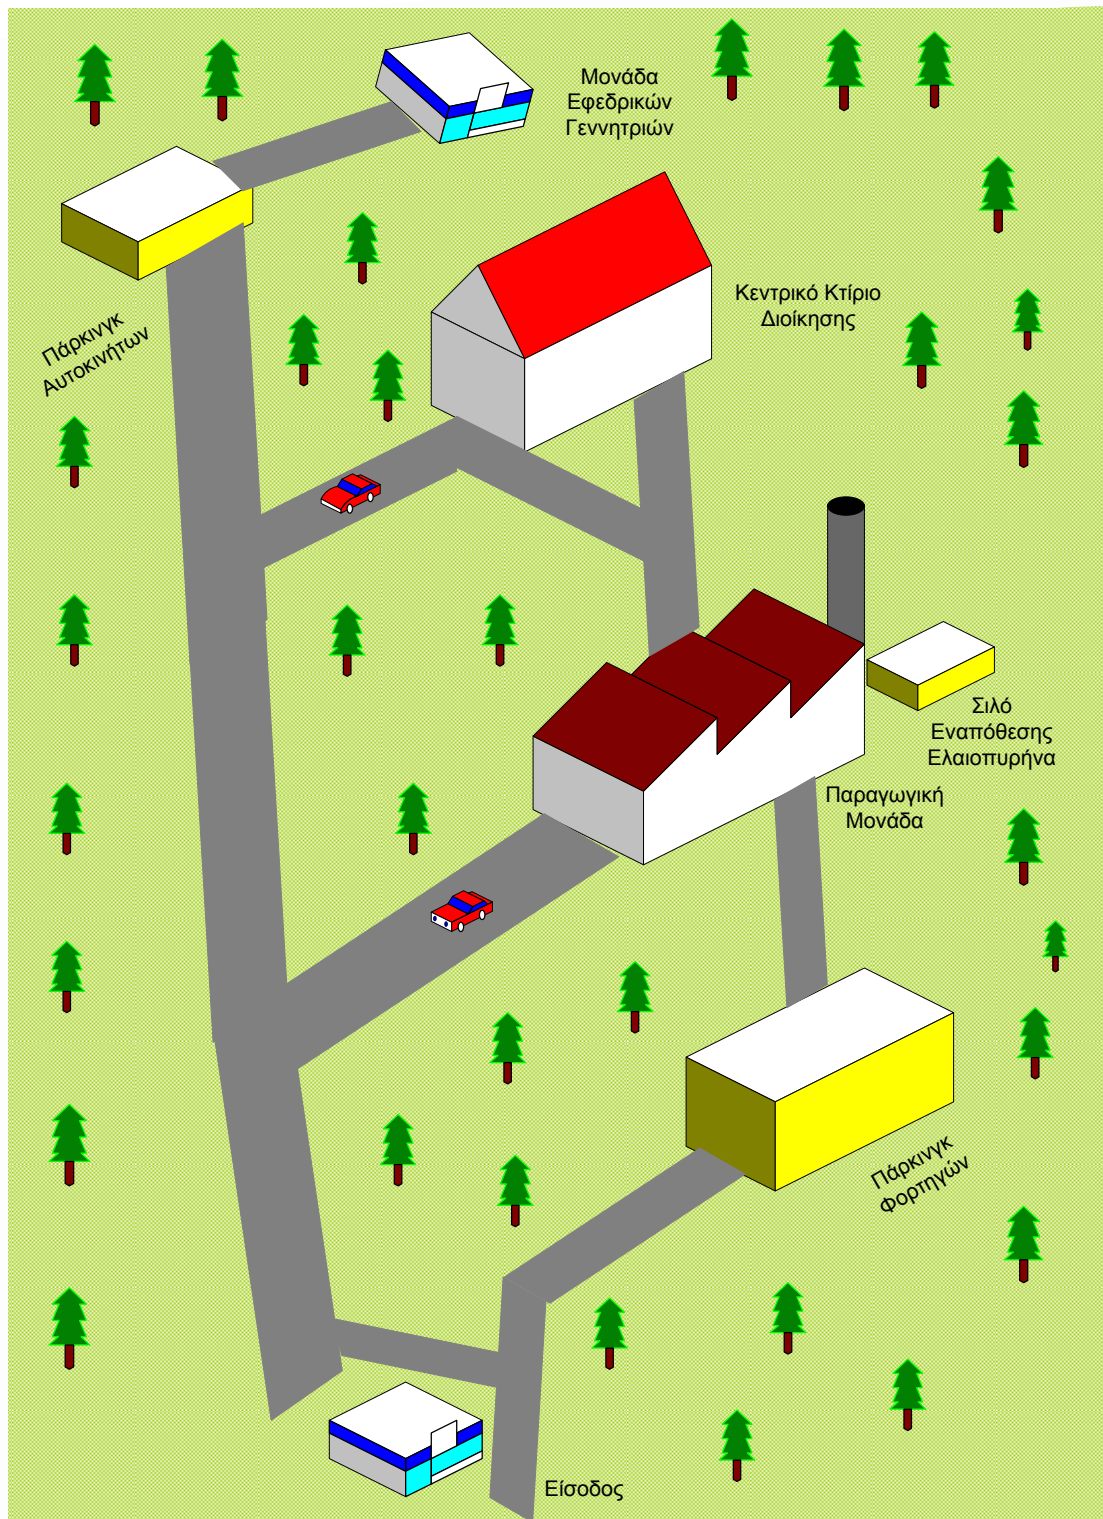 Μονάδα
Εφεδρικών
Γεννητριών
Κεντρικό Κτίριο
Διοίκησης
Πάρκινγκ
Αυτοκινήτων
Σιλό
Εναπόθεσης
Ελαιοπυρήνα
Παραγωγική
Μονάδα
Πάρκινγκ
Φορτηγών
Είσοδος